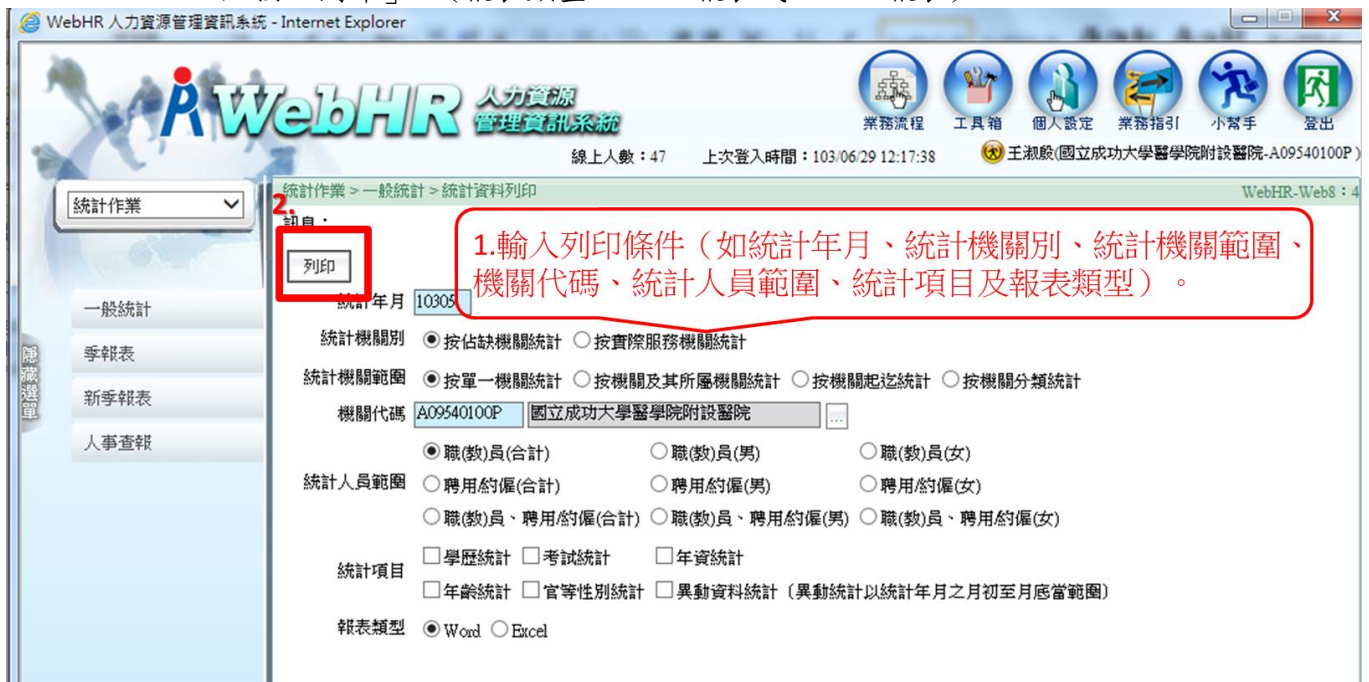 WebHR 人力資源管理資訊系統 - Internet Explorer
WebHR 人力資源
管理資訊系統
業務流程 工具箱 個人設定 業務指引 小幫手 登出
線上人數：47 上次登入時間：103/06/29 12:17:38 王淑殷(國立成功大學醫學院附設醫院-A09540100P)
統計作業
統計作業 > 一般統計 > 統計資料列印 WebHR-Web8：4
2.
訊息：
列印
1.輸入列印條件（如統計年月、統計機關別、統計機關範圍、
機關代碼、統計人員範圍、統計項目及報表類型）。
一般統計
季報表
新季報表
人事查報
隱藏選單
統計年月 10305
統計機關別 按佔缺機關統計 按實際服務機關統計
統計機關範圍 按單一機關統計 按機關及其所屬機關統計 按機關起迄統計 按機關分類統計
機關代碼 A09540100P 國立成功大學醫學院附設醫院 ...
職(教)員(合計) 職(教)員(男) 職(教)員(女)
統計人員範圍 聘用/約僱(合計) 聘用/約僱(男) 聘用/約僱(女)
職(教)員、聘用/約僱(合計) 職(教)員、聘用/約僱(男) 職(教)員、聘用/約僱(女)
統計項目 學歷統計 考試統計 年資統計
年齡統計 官等性別統計 異動資料統計（異動統計以統計年月之月初至月底當範圍）
報表類型 Word Excel